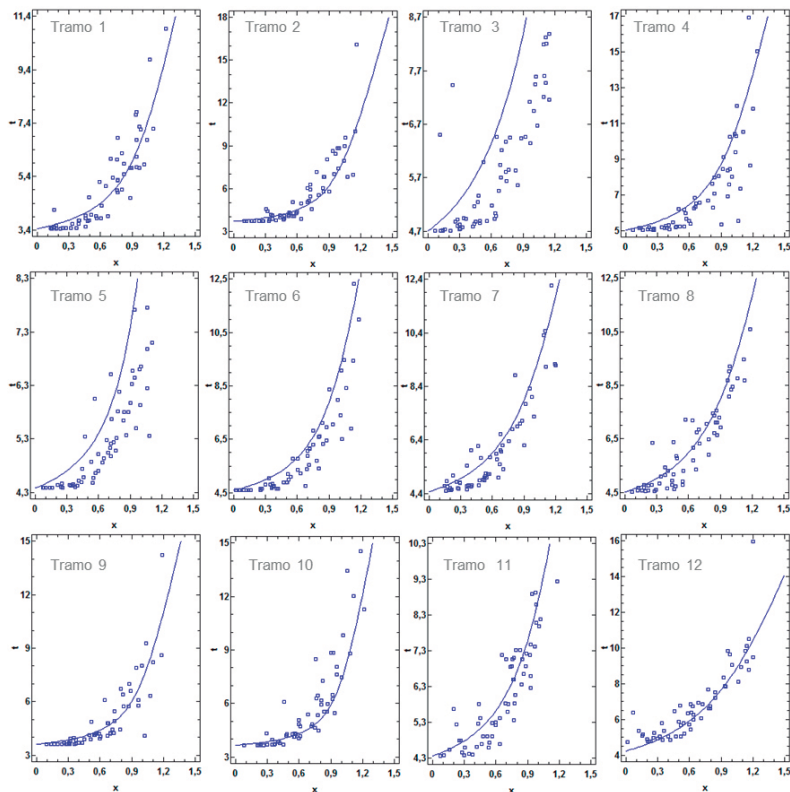 Tramo 1
11,4
9,4
7,4
5,4
3,4
t
0 0,3 0,6 0,9 1,2 1,5
x
Tramo 2
18
15
12
9
6
3
t
0 0,3 0,6 0,9 1,2 1,5
x
Tramo 3
8,7
7,7
6,7
5,7
4,7
t
0 0,3 0,6 0,9 1,2 1,5
x
Tramo 4
17
15
13
11
9
7
5
t
0 0,3 0,6 0,9 1,2 1,5
x
Tramo 5
8,3
7,3
6,3
5,3
4,3
t
0 0,3 0,6 0,9 1,2 1,5
x
Tramo 6
12,5
10,5
8,5
6,5
4,5
t
0 0,3 0,6 0,9 1,2 1,5
x
Tramo 7
12,4
10,4
8,4
6,4
4,4
t
0 0,3 0,6 0,9 1,2 1,5
x
Tramo 8
12,5
10,5
8,5
6,5
4,5
t
0 0,3 0,6 0,9 1,2 1,5
x
Tramo 9
15
12
9
6
3
t
0 0,3 0,6 0,9 1,2 1,5
x
Tramo 10
15
12
9
6
3
t
0 0,3 0,6 0,9 1,2 1,5
x
Tramo 11
10,3
9,3
8,3
7,3
6,3
5,3
4,3
t
0 0,3 0,6 0,9 1,2 1,5
x
Tramo 12
16
14
12
10
8
6
4
t
0 0,3 0,6 0,9 1,2 1,5
x